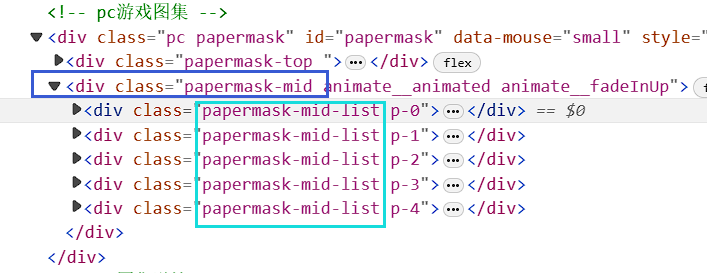 <!-- pc游戏图集 -->
<div class="pc papermask" id="papermask" data-mouse="small" style="
<div class="papermask-top ">•••</div> flex
<div class="papermask-mid animate__animated animate__fadeInUp">
<div class="papermask-mid-list p-0">•••</div> == $0
<div class="papermask-mid-list p-1">•••</div>
<div class="papermask-mid-list p-2">•••</div>
<div class="papermask-mid-list p-3">•••</div>
<div class="papermask-mid-list p-4">•••</div>
</div>
</div>